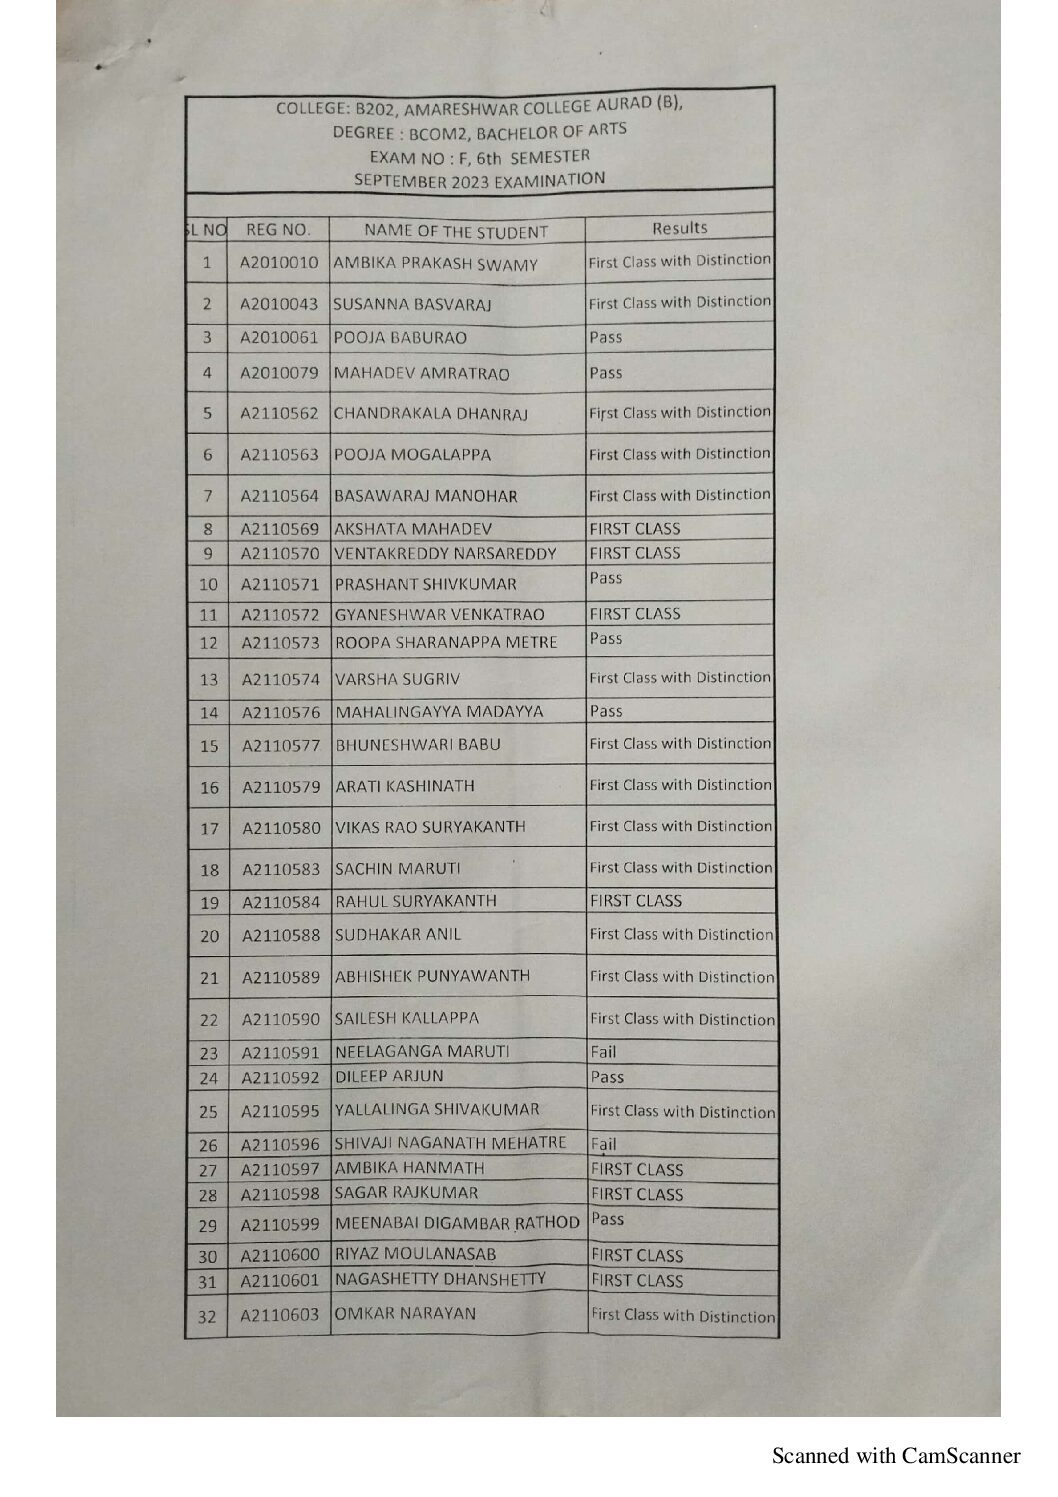 COLLEGE: B202, AMARESHWAR COLLEGE AURAD (B),
DEGREE : BCOM2, BACHELOR OF ARTS
EXAM NO : F, 6th SEMESTER
SEPTEMBER 2023 EXAMINATION
SL NO REG NO. NAME OF THE STUDENT Results
1 A2010010 AMBIKA PRAKASH SWAMY First Class with Distinction
2 A2010043 SUSANNA BASVARAJ First Class with Distinction
3 A2010061 POOJA BABURAO Pass
4 A2010079 MAHADEV AMRATRAO Pass
5 A2110562 CHANDRAKALA DHANRAJ First Class with Distinction
6 A2110563 POOJA MOGALAPPA First Class with Distinction
7 A2110564 BASAWARAJ MANOHAR First Class with Distinction
8 A2110569 AKSHATA MAHADEV FIRST CLASS
9 A2110570 VENTAKREDDY NARSAREDDY FIRST CLASS
10 A2110571 PRASHANT SHIVKUMAR Pass
11 A2110572 GYANESHWAR VENKATRAO FIRST CLASS
12 A2110573 ROOPA SHARANAPPA METRE Pass
13 A2110574 VARSHA SUGRIV First Class with Distinction
14 A2110576 MAHALINGAYYA MADAYYA Pass
15 A2110577 BHUNESHWARI BABU First Class with Distinction
16 A2110579 ARATI KASHINATH First Class with Distinction
17 A2110580 VIKAS RAO SURYAKANTH First Class with Distinction
18 A2110583 SACHIN MARUTI First Class with Distinction
19 A2110584 RAHUL SURYAKANTH FIRST CLASS
20 A2110588 SUDHAKAR ANIL First Class with Distinction
21 A2110589 ABHISHEK PUNYAWANTH First Class with Distinction
22 A2110590 SAILESH KALLAPPA First Class with Distinction
23 A2110591 NEELAGANGA MARUTI Fail
24 A2110592 DILEEP ARJUN Pass
25 A2110595 YALLALINGA SHIVAKUMAR First Class with Distinction
26 A2110596 SHIVAJI NAGANATH MEHATRE Fail
27 A2110597 AMBIKA HANMATH FIRST CLASS
28 A2110598 SAGAR RAJKUMAR FIRST CLASS
29 A2110599 MEENABAI DIGAMBAR RATHOD Pass
30 A2110600 RIYAZ MOULANASAB FIRST CLASS
31 A2110601 NAGASHETTY DHANSHETTY FIRST CLASS
32 A2110603 OMKAR NARAYAN First Class with Distinction
Scanned with CamScanner